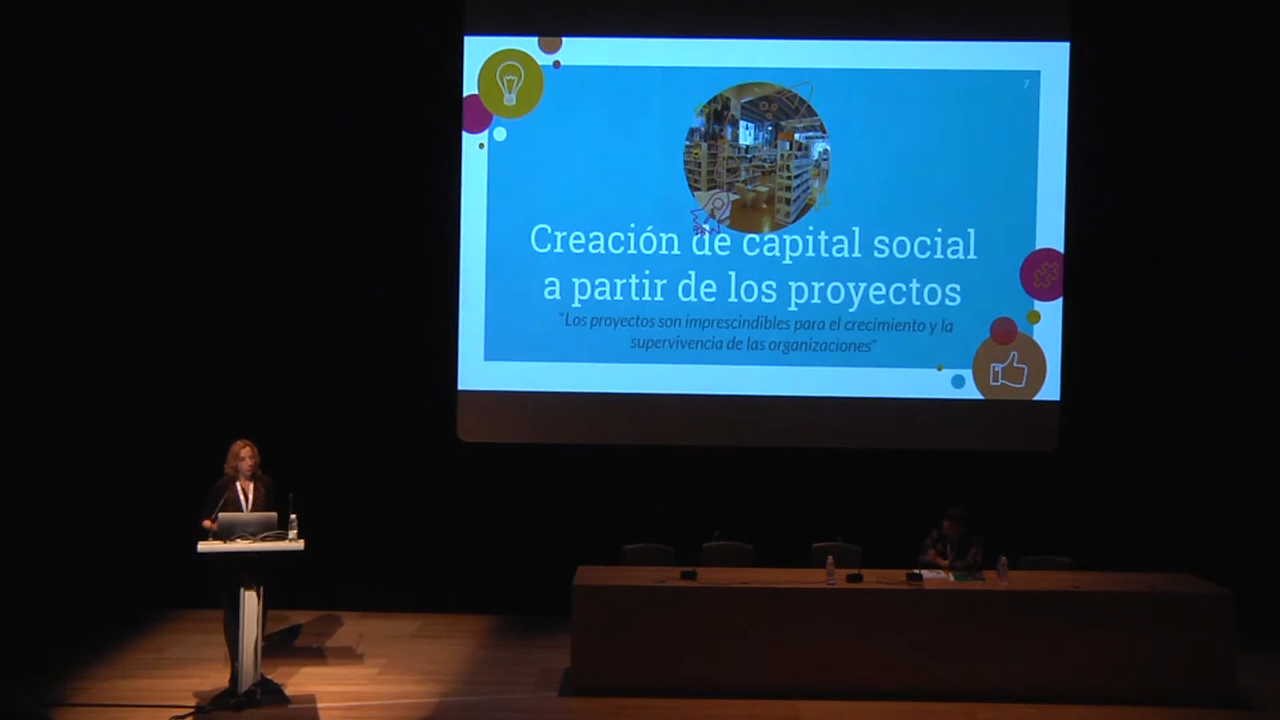 7
Creación de capital social
a partir de los proyectos
“Los proyectos son imprescindibles para el crecimiento y la
supervivencia de las organizaciones”